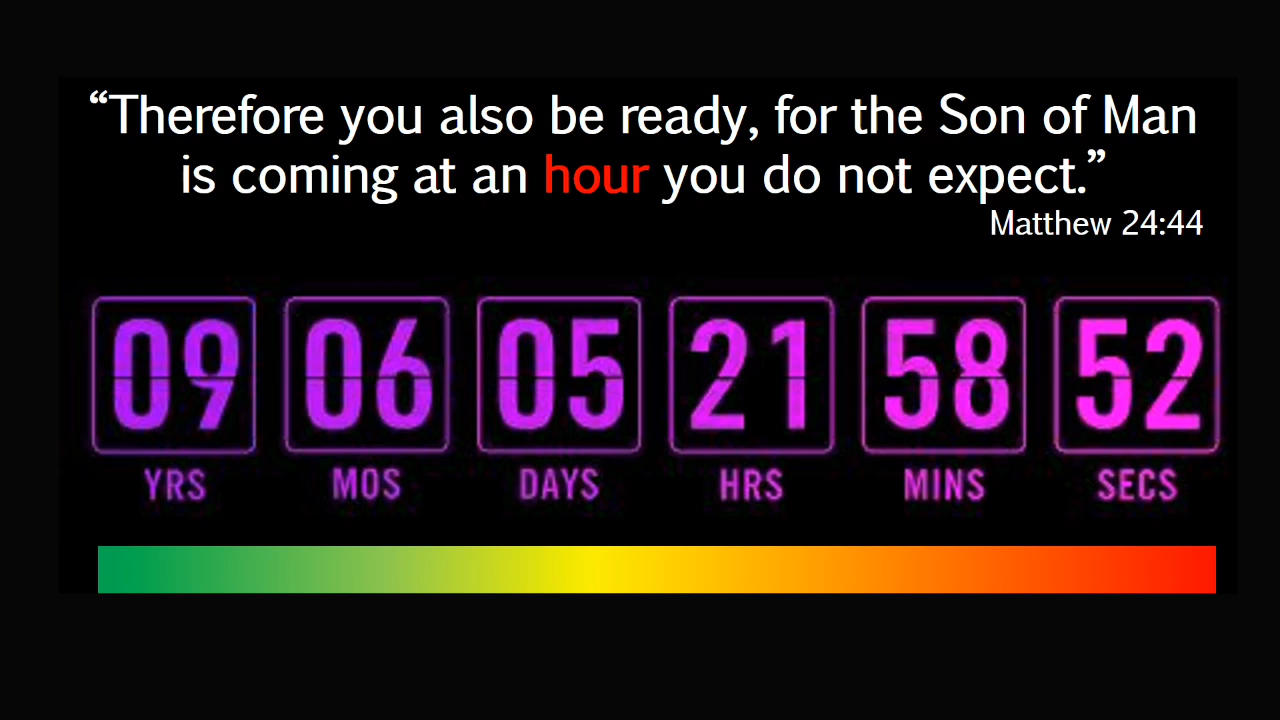 “Therefore you also be ready, for the Son of Man
is coming at an hour you do not expect.”
Matthew 24:44
09 06 05 21 58 52
YRS MOS DAYS HRS MINS SECS